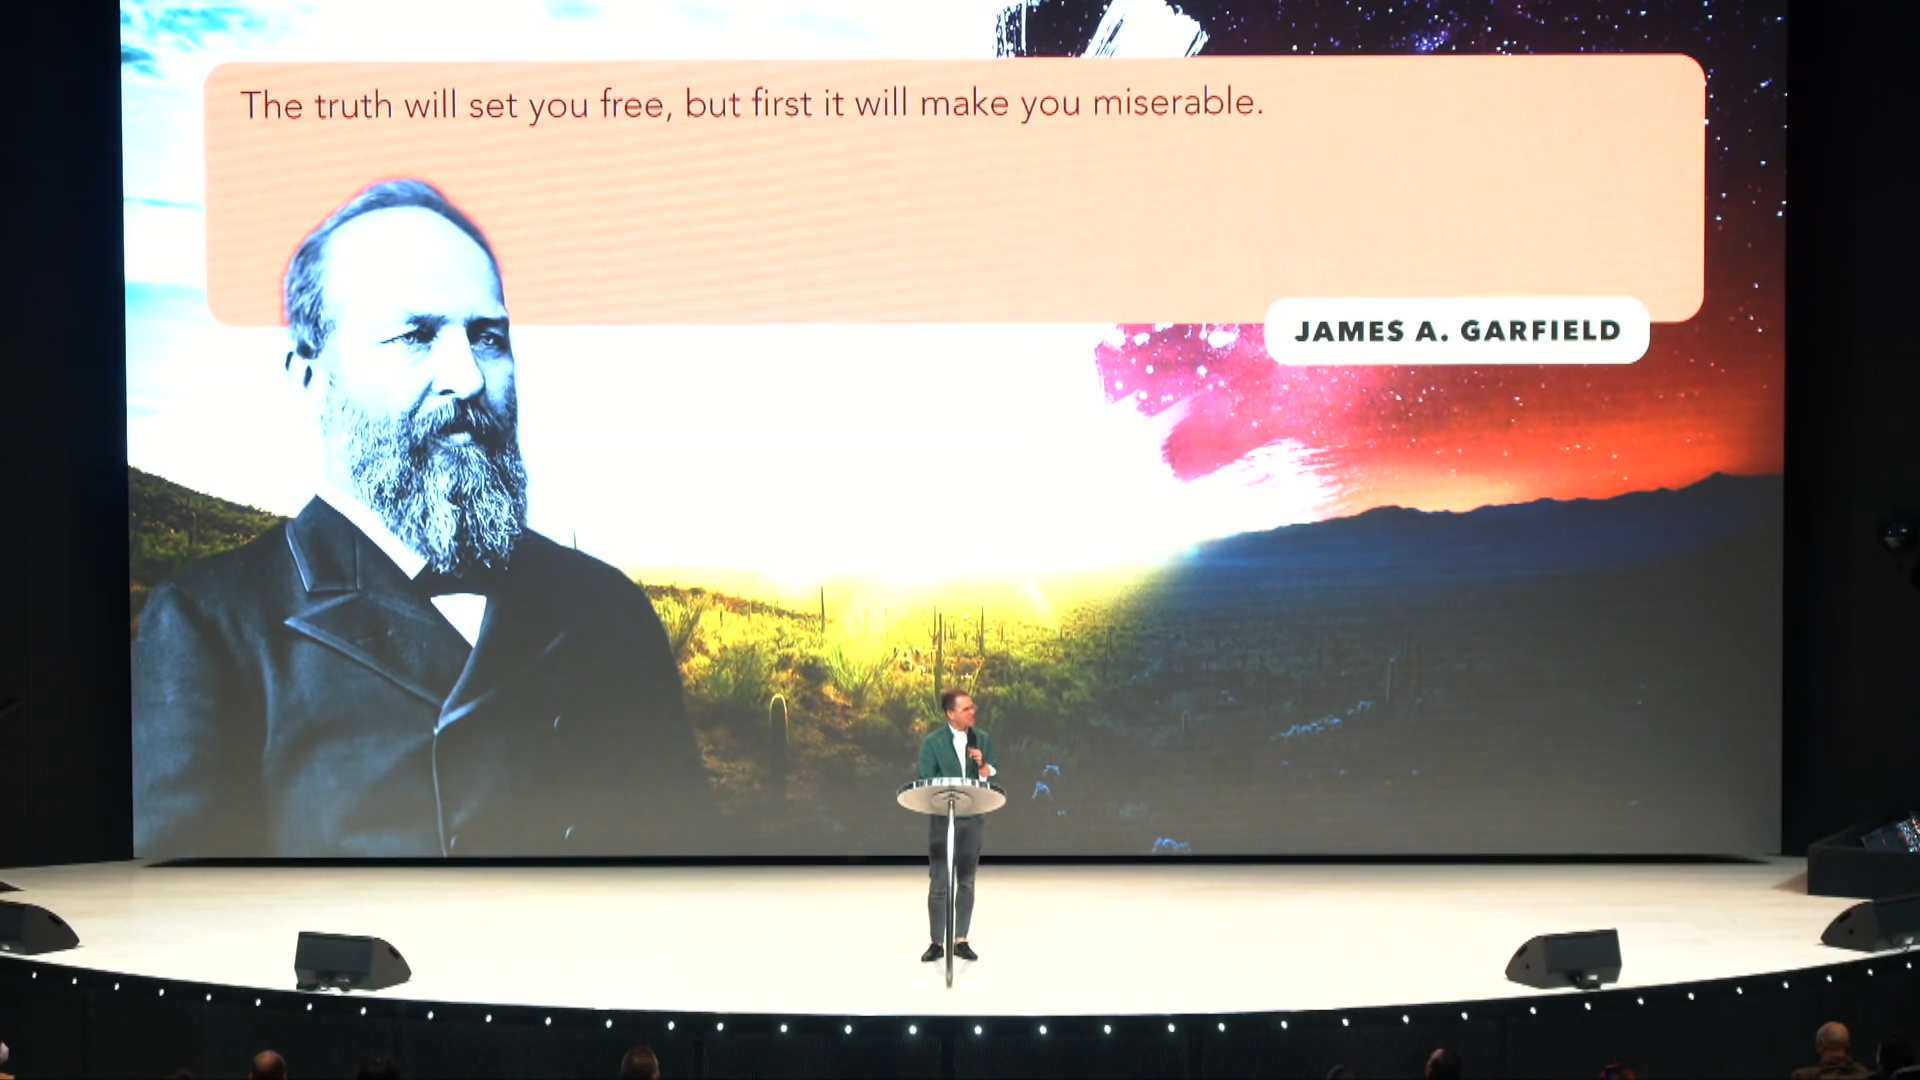 The truth will set you free, but first it will make you miserable.
JAMES A. GARFIELD